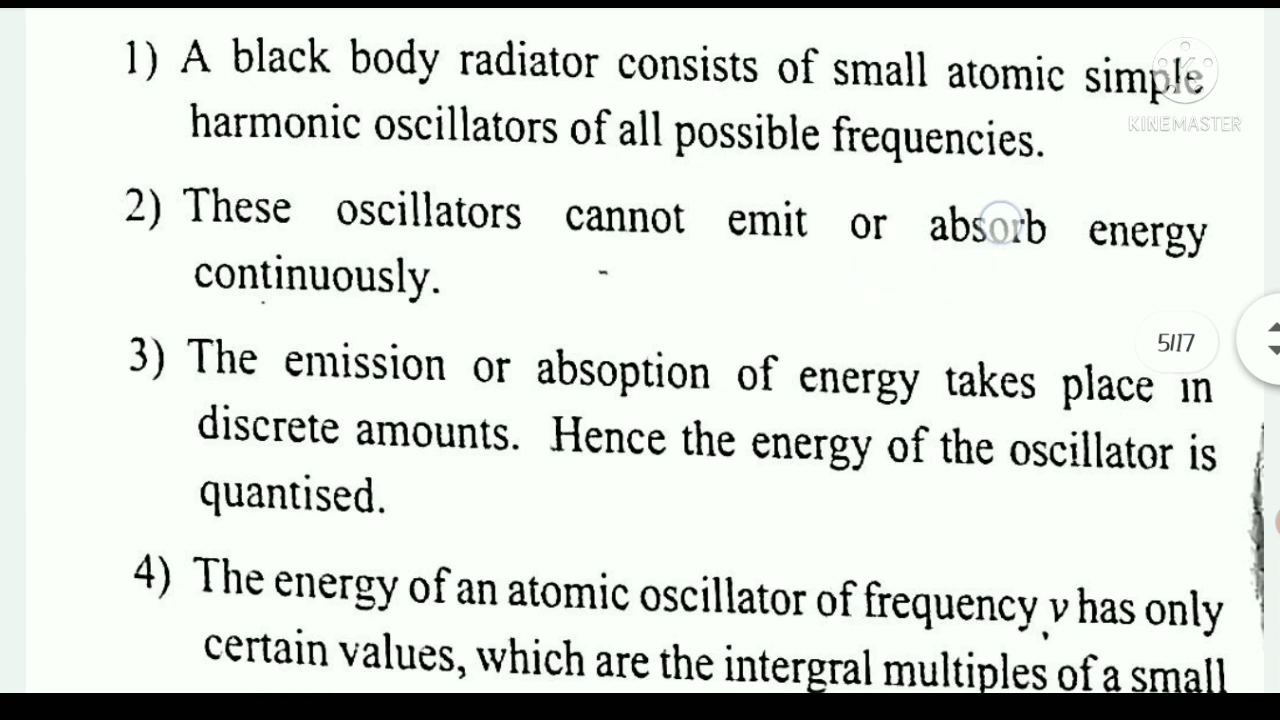 1) A black body radiator consists of small atomic simple
KINEMASTER
harmonic oscillators of all possible frequencies.
2) These oscillators cannot emit or absorb energy
continuously.
3) The emission or absoption of energy takes place in
5/17
discrete amounts. Hence the energy of the oscillator is
quantised.
4) The energy of an atomic oscillator of frequency ν has only
certain values, which are the intergral multiples of a small